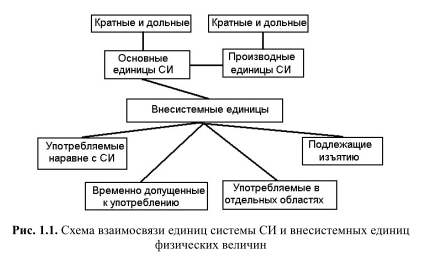 Кратные и дольные
Кратные и дольные
Основные
единицы СИ
Производные
единицы СИ
Внесистемные единицы
Употребляемые
наравне с СИ
Подлежащие
изъятию
Временно допущенные
к употреблению
Употребляемые в
отдельных областях
Рис. 1.1. Схема взаимосвязи единиц системы СИ и внесистемных единиц
физических величин